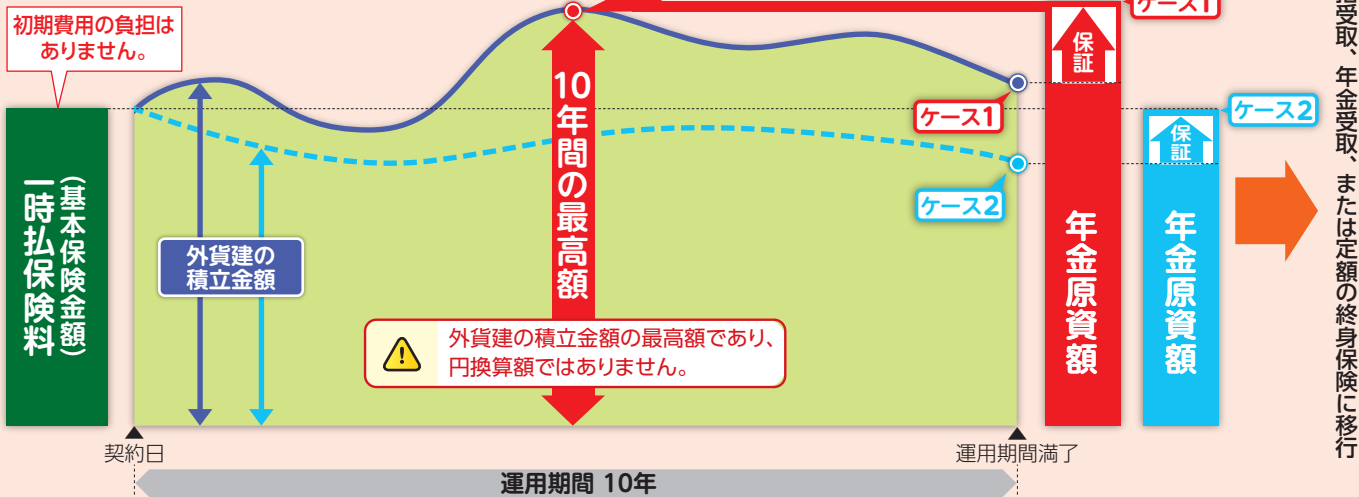 初期費用の負担は
ありません。
ケース1
保証
10年間の最高額
ケース1
ケース2
保証
ケース2
一時払保険料
(基本保険金額)
外貨建の
積立金額
外貨建の積立金額の最高額であり、
円換算額ではありません。
年金原資額
年金原資額
括受取、年金受取、または定額の終身保険に移行
契約日
運用期間満了
運用期間 10年